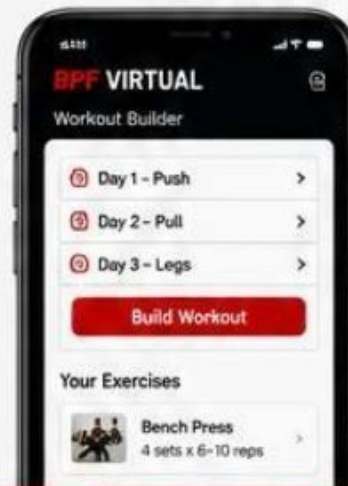 BPF VIRTUAL
Workout Builder
Day 1 - Push
Day 2 - Pull
Day 3 - Legs
Build Workout
Your Exercises
Bench Press
4 sets x 6-10 reps